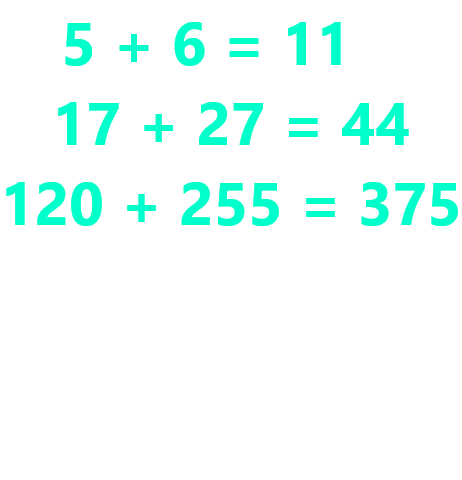 5 + 6 = 11
17 + 27 = 44
120 + 255 = 375